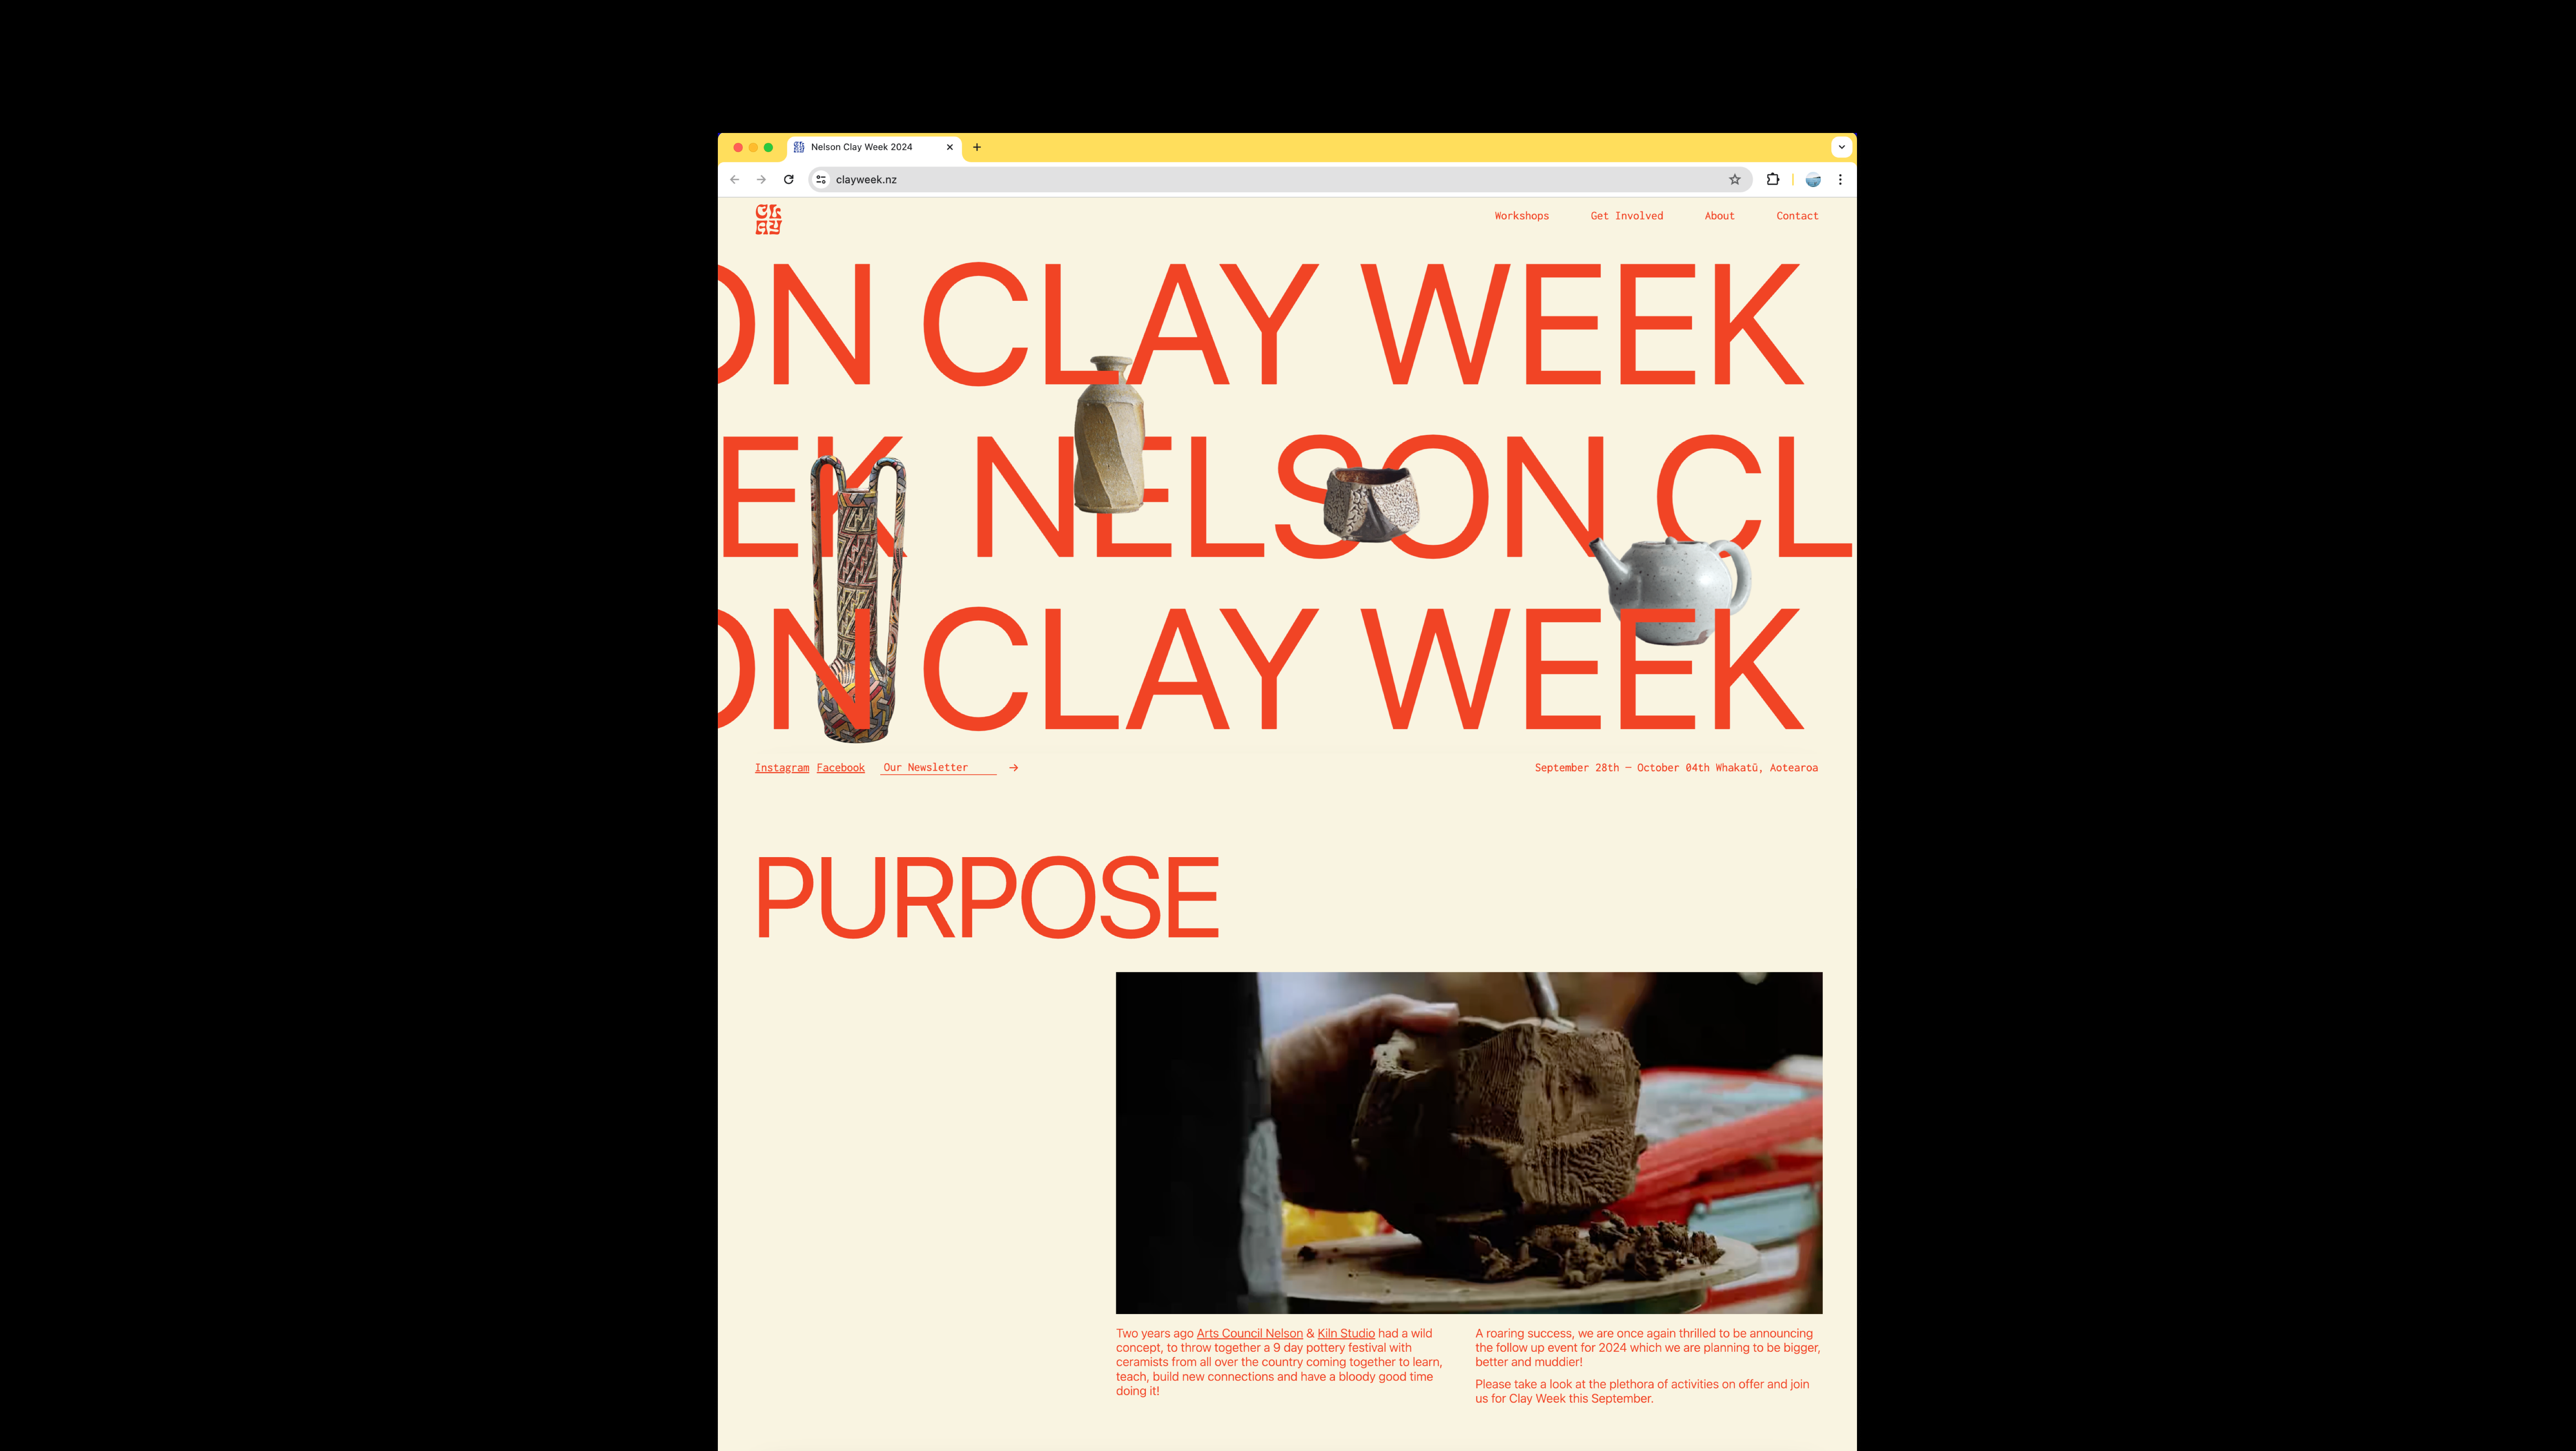 Nelson Clay Week 2024
clayweek.nz
CLAY
Workshops Get Involved About Contact
ON CLAY WEEK
EEK NELSON CL
ON CLAY WEEK
Instagram Facebook Our Newsletter → September 28th — October 04th Whakatū, Aotearoa
PURPOSE
Two years ago Arts Council Nelson & Kiln Studio had a wild
concept, to throw together a 9 day pottery festival with
ceramists from all over the country coming together to learn,
teach, build new connections and have a bloody good time
doing it!
A roaring success, we are once again thrilled to be announcing
the follow up event for 2024 which we are planning to be bigger,
better and muddier!
Please take a look at the plethora of activities on offer and join
us for Clay Week this September.